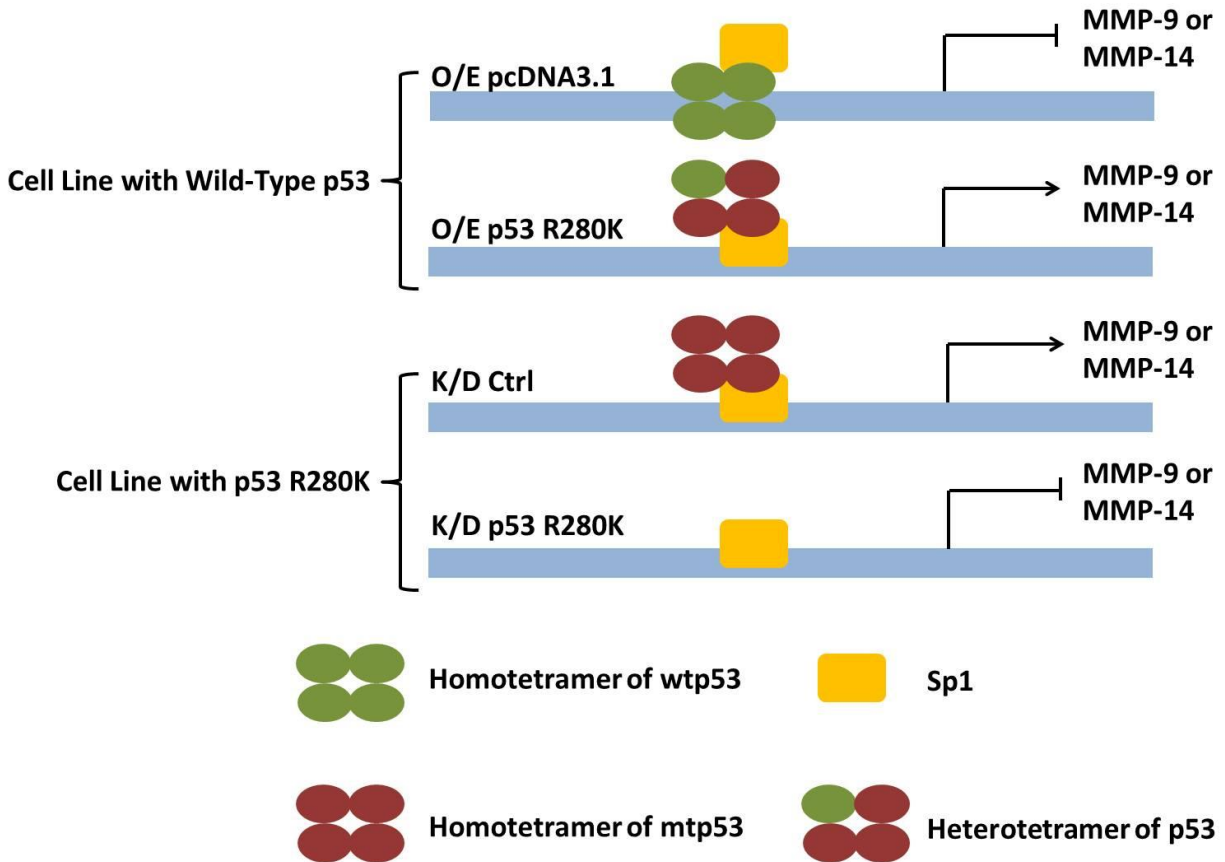 MMP-9 or
MMP-14
O/E pcDNA3.1
Cell Line with Wild-Type p53
MMP-9 or
MMP-14
O/E p53 R280K
MMP-9 or
MMP-14
K/D Ctrl
Cell Line with p53 R280K
MMP-9 or
MMP-14
K/D p53 R280K
Homotetramer of wtp53
Sp1
Homotetramer of mtp53
Heterotetramer of p53